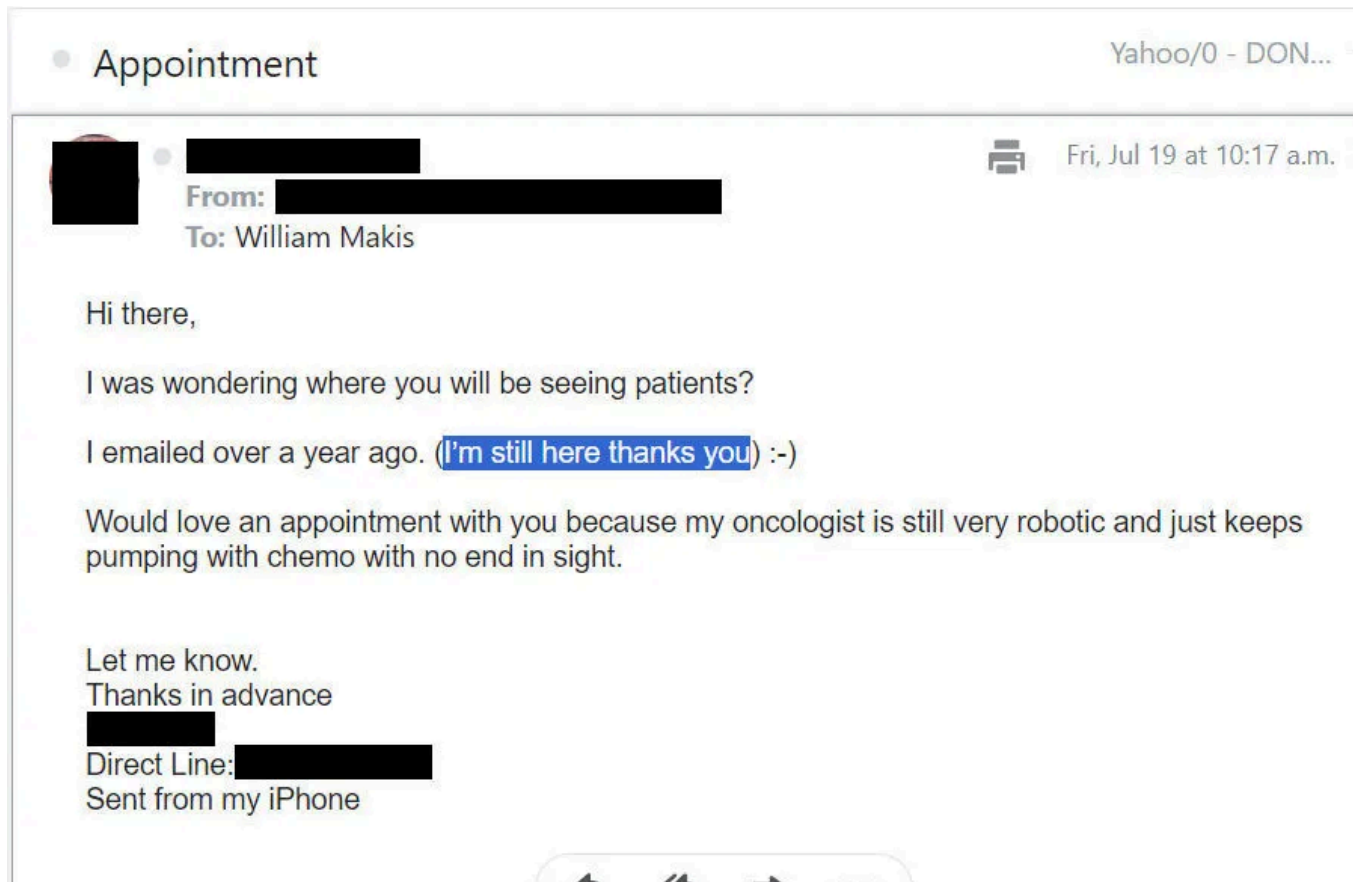 Appointment
Yahoo/0 - DON...
Fri, Jul 19 at 10:17 a.m.
From:
To: William Makis
Hi there,
I was wondering where you will be seeing patients?
I emailed over a year ago. (I'm still here thanks you) :-)
Would love an appointment with you because my oncologist is still very robotic and just keeps
pumping with chemo with no end in sight.
Let me know.
Thanks in advance
Direct Line:
Sent from my iPhone